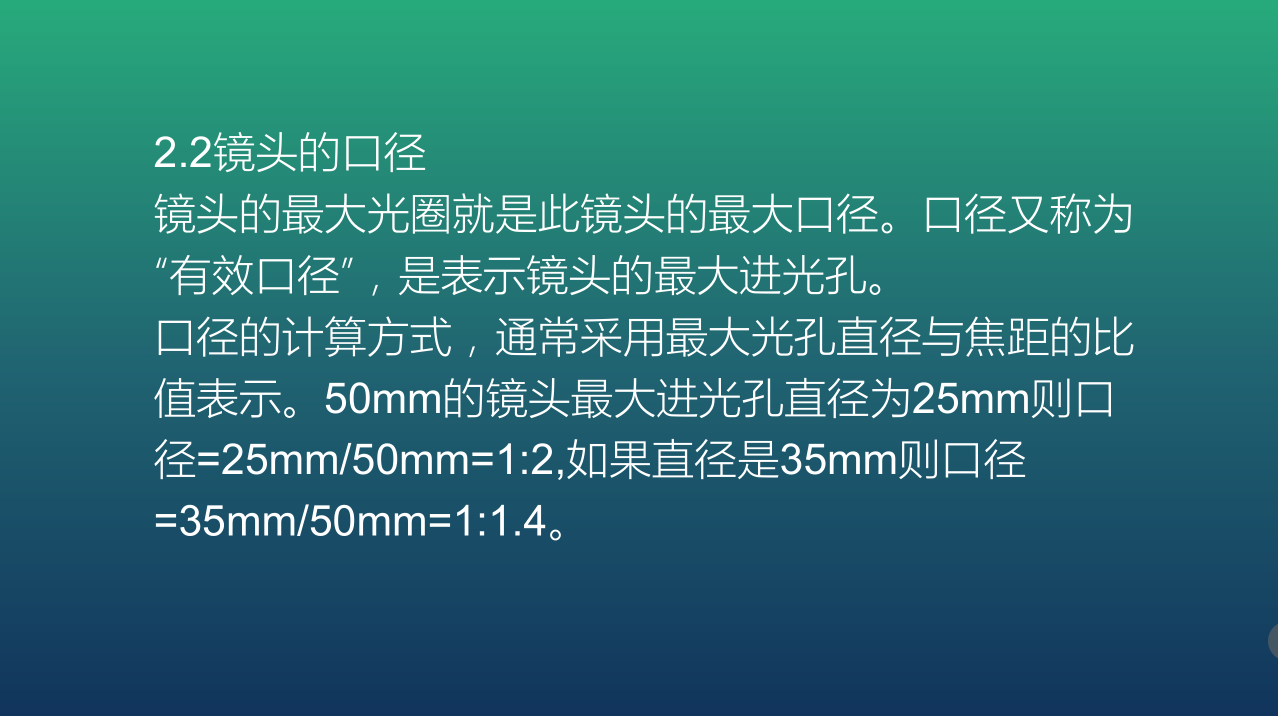 2.2镜头的口径
镜头的最大光圈就是此镜头的最大口径。口径又称为
“有效口径”，是表示镜头的最大进光孔。
口径的计算方式，通常采用最大光孔直径与焦距的比
值表示。50mm的镜头最大进光孔直径为25mm则口
径=25mm/50mm=1:2,如果直径是35mm则口径
=35mm/50mm=1:1.4。